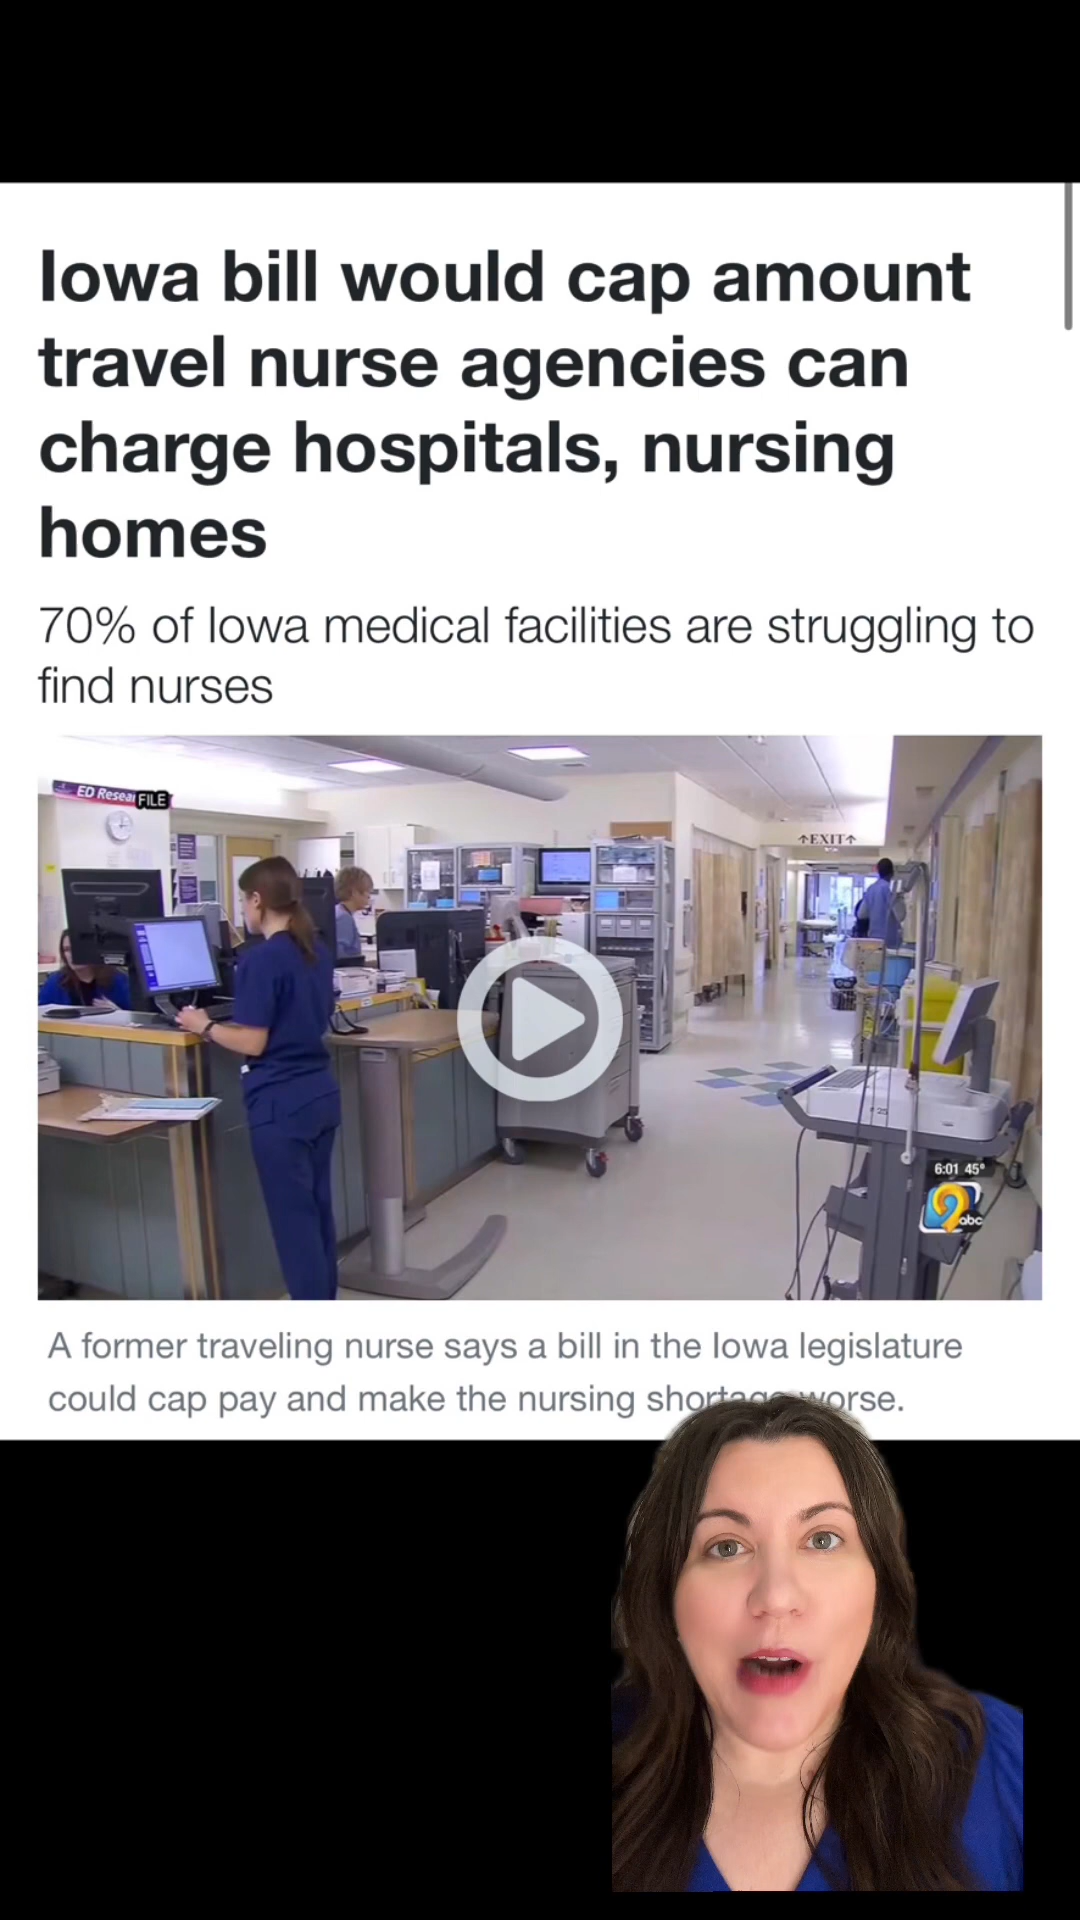 Iowa bill would cap amount
travel nurse agencies can
charge hospitals, nursing
homes
70% of Iowa medical facilities are struggling to
find nurses
ED Resear
FILE
↑EXIT↑
6:01 45°
9
abc
A former traveling nurse says a bill in the Iowa legislature
could cap pay and make the nursing shortage worse.